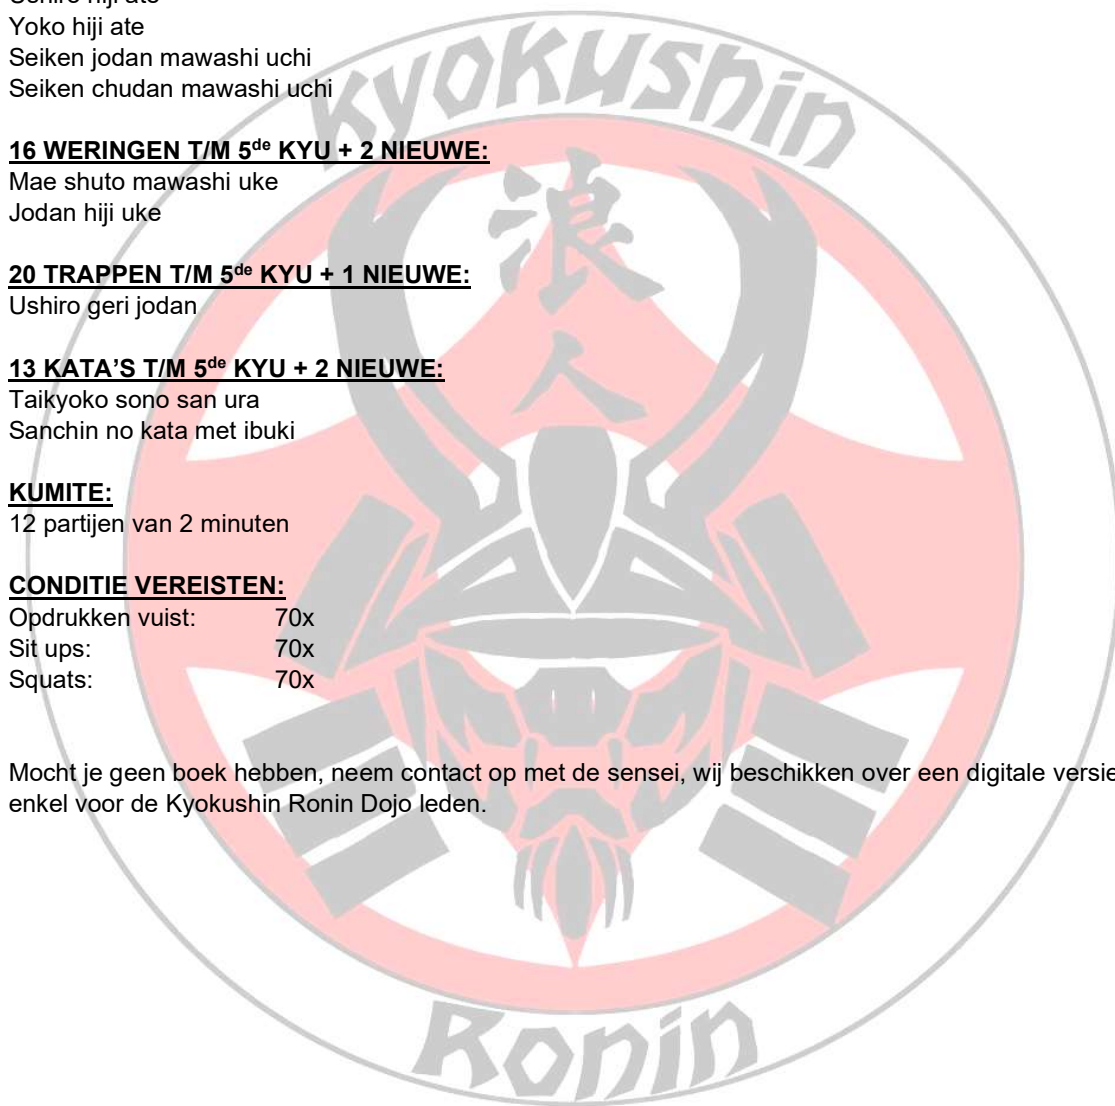 Yoko hiji ate
Seiken jodan mawashi uchi
Seiken chudan mawashi uchi
Kyokushin
16 WERINGEN T/M 5de KYU + 2 NIEUWE:
Mae shuto mawashi uke
Jodan hiji uke
浪人
20 TRAPPEN T/M 5de KYU + 1 NIEUWE:
Ushiro geri jodan
13 KATA'S T/M 5de KYU + 2 NIEUWE:
Taikyoko sono san ura
Sanchin no kata met ibuki
KUMITE:
12 partijen van 2 minuten
CONDITIE VEREISTEN:
Opdrukken vuist: 70x
Sit ups: 70x
Squats: 70x
Mocht je geen boek hebben, neem contact op met de sensei, wij beschikken over een digitale versie
enkel voor de Kyokushin Ronin Dojo leden.
Ronin